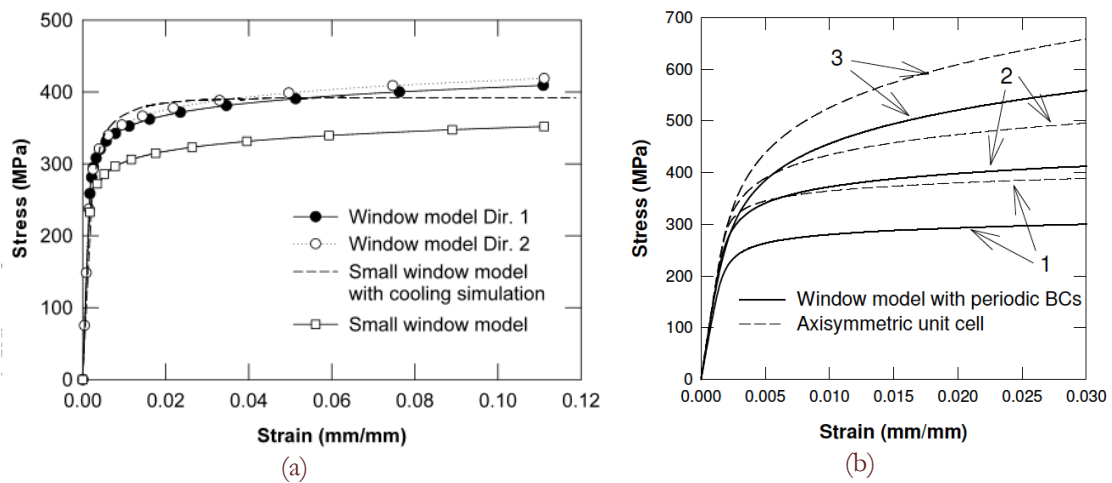 500
400
300
200
100
0
Stress (MPa)
Window model Dir. 1
Window model Dir. 2
Small window model
with cooling simulation
Small window model
0.00 0.02 0.04 0.06 0.08 0.10 0.12
Strain (mm/mm)
(a)
700
600
500
400
300
200
100
0
Stress (MPa)
3
2
1
Window model with periodic BCs
Axisymmetric unit cell
0.000 0.005 0.010 0.015 0.020 0.025 0.030
Strain (mm/mm)
(b)